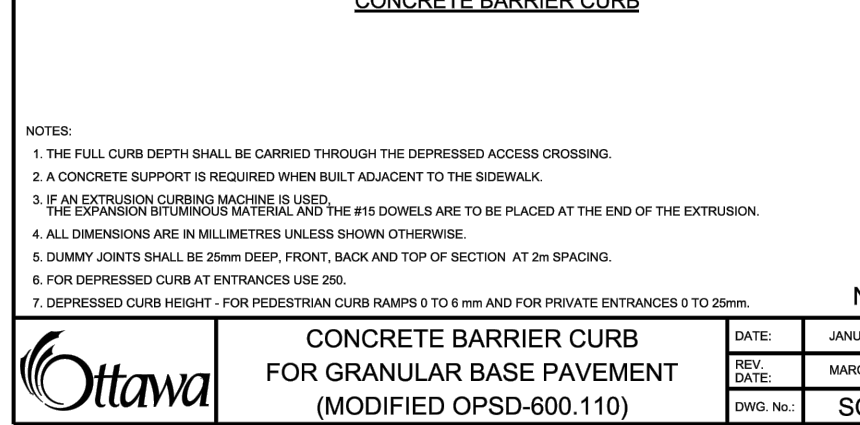 CONCRETE BARRIER CURB
NOTES:
1. THE FULL CURB DEPTH SHALL BE CARRIED THROUGH THE DEPRESSED ACCESS CROSSING.
2. A CONCRETE SUPPORT IS REQUIRED WHEN BUILT ADJACENT TO THE SIDEWALK.
3. IF AN EXTRUSION CURBING MACHINE IS USED,
THE EXPANSION BITUMINOUS MATERIAL AND THE #15 DOWELS ARE TO BE PLACED AT THE END OF THE EXTRUSION.
4. ALL DIMENSIONS ARE IN MILLIMETRES UNLESS SHOWN OTHERWISE.
5. DUMMY JOINTS SHALL BE 25mm DEEP, FRONT, BACK AND TOP OF SECTION AT 2m SPACING.
6. FOR DEPRESSED CURB AT ENTRANCES USE 250.
7. DEPRESSED CURB HEIGHT - FOR PEDESTRIAN CURB RAMPS 0 TO 6 mm AND FOR PRIVATE ENTRANCES 0 TO 25mm.
Ottawa
CONCRETE BARRIER CURB
FOR GRANULAR BASE PAVEMENT
(MODIFIED OPSD-600.110)
DATE: JANU
REV.
DATE: MAR
DWG. No.: S